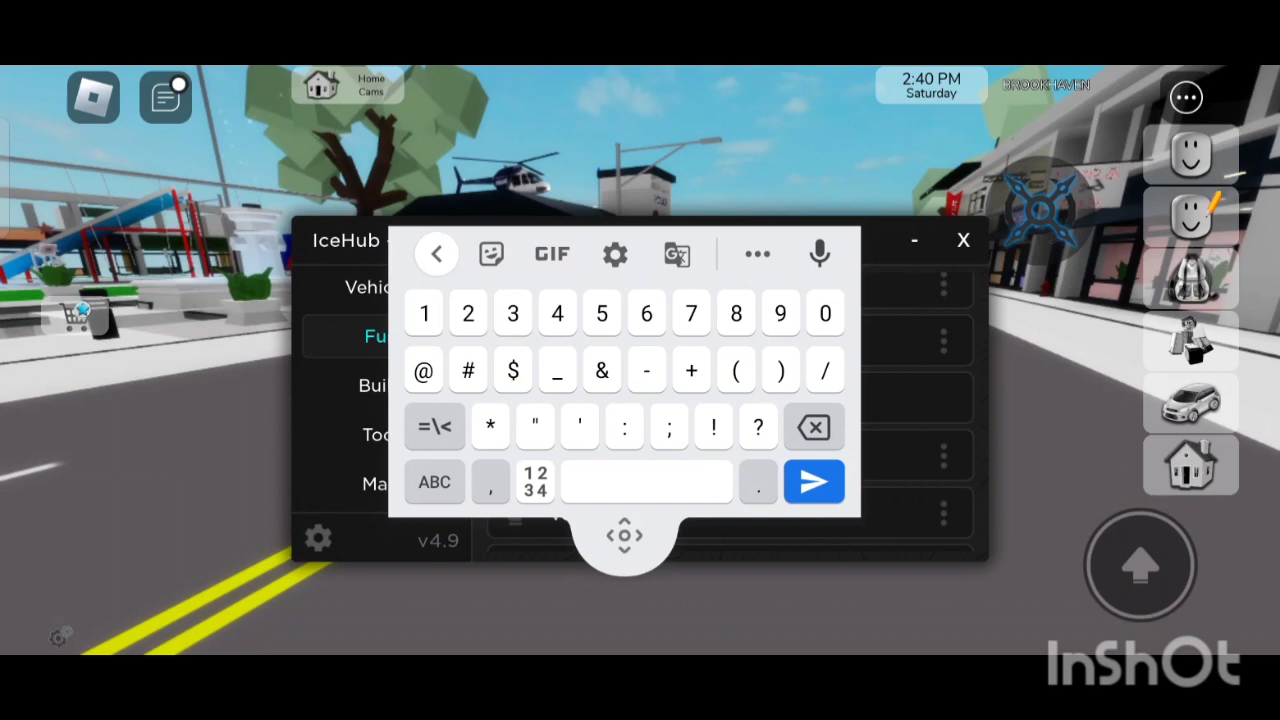 Home
Cams
2:40 PM
Saturday
BROOKHAVEN
IceHub -
- X
Vehic
Fu
Bui
Too
Ma
v4.9
GIF
1 2 3 4 5 6 7 8 9 0
@ # $ _ & - + ( ) /
=\< * " ' : ; ! ?
ABC , 12 .
34
InShOt